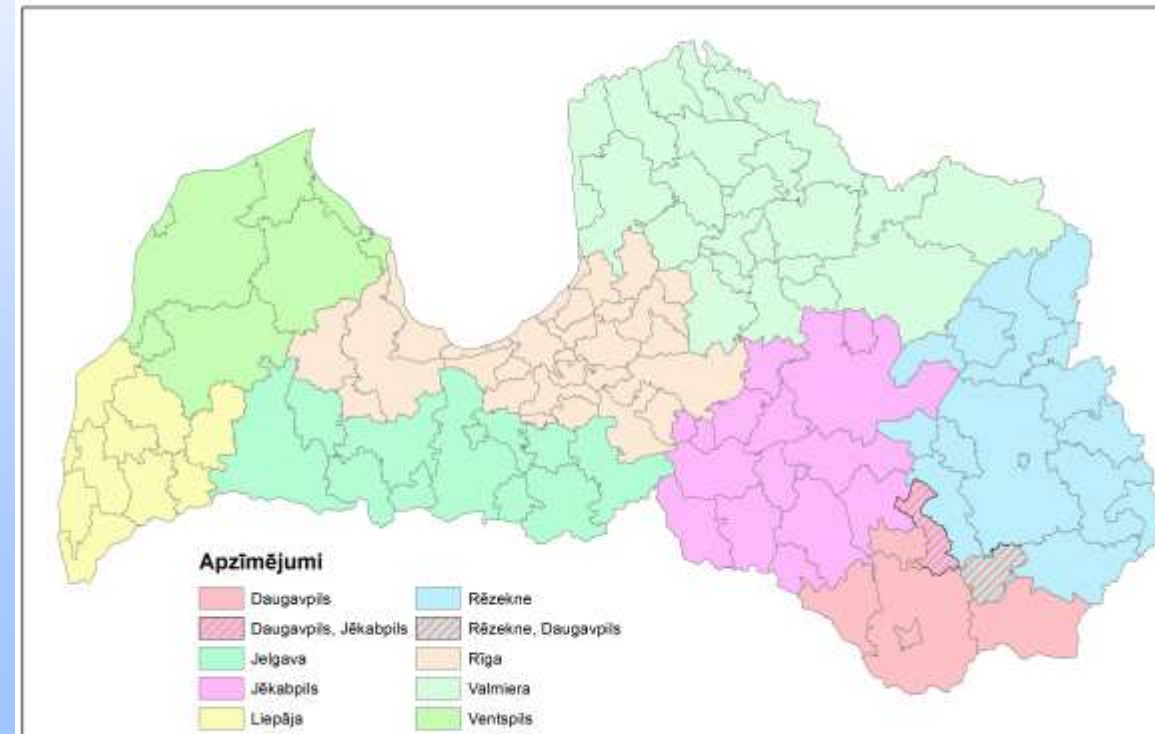 Apzīmējumi
Daugavpils
Daugavpils, Jēkabpils
Jelgava
Jēkabpils
Liepāja
Rēzekne
Rēzekne, Daugavpils
Rīga
Valmiera
Ventspils